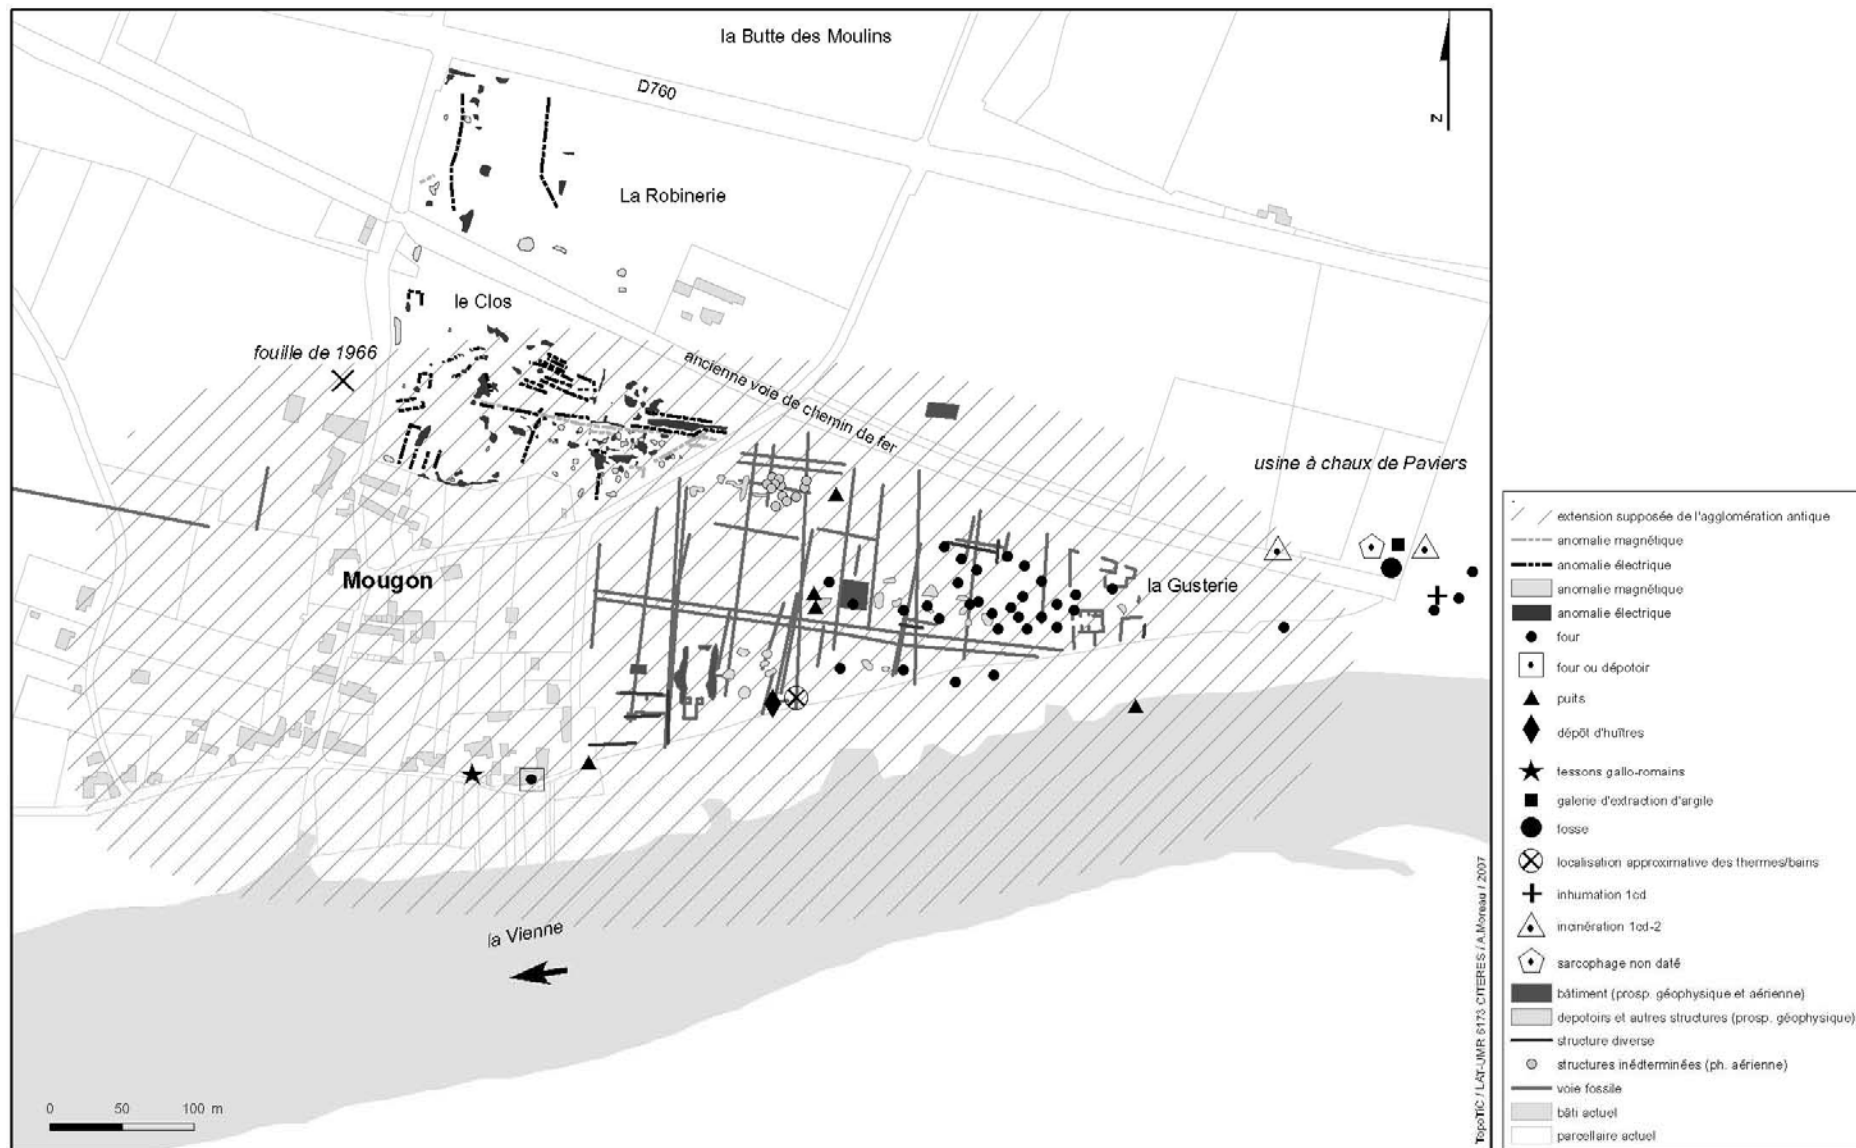 la Butte des Moulins
D760
N
La Robinerie
le Clos
fouille de 1966
ancienne voie de chemin de fer
usine à chaux de Paviers
Mougon
la Gusterie
la Vienne
0 50 100 m
TopoTIC / LAT-UMR 6173 CITERES / A.Moreau / 2007
extension supposée de l'agglomération antique
anomalie magnétique
anomalie électrique
anomalie magnétique
anomalie électrique
four
four ou dépotoir
puits
dépôt d'huîtres
tessons gallo-romains
galerie d'extraction d'argile
fosse
localisation approximative des thermes/bains
inhumation 1cd
incinération 1cd-2
sarcophage non daté
bâtiment (prosp. géophysique et aérienne)
depotoirs et autres structures (prosp. géophysique)
structure diverse
structures inédterminées (ph. aérienne)
voie fossile
bâti actuel
parcellaire actuel